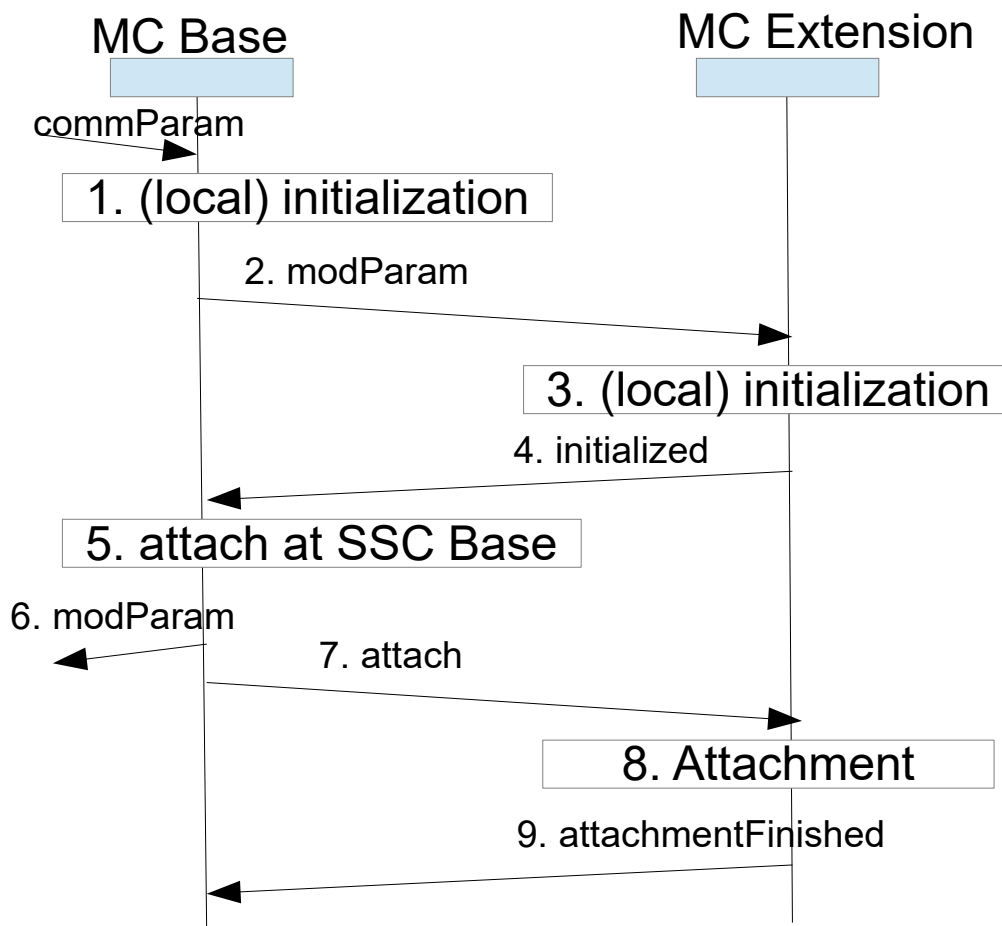 MC Base
MC Extension
commParam
1. (local) initialization
2. modParam
3. (local) initialization
4. initialized
5. attach at SSC Base
6. modParam
7. attach
8. Attachment
9. attachmentFinished